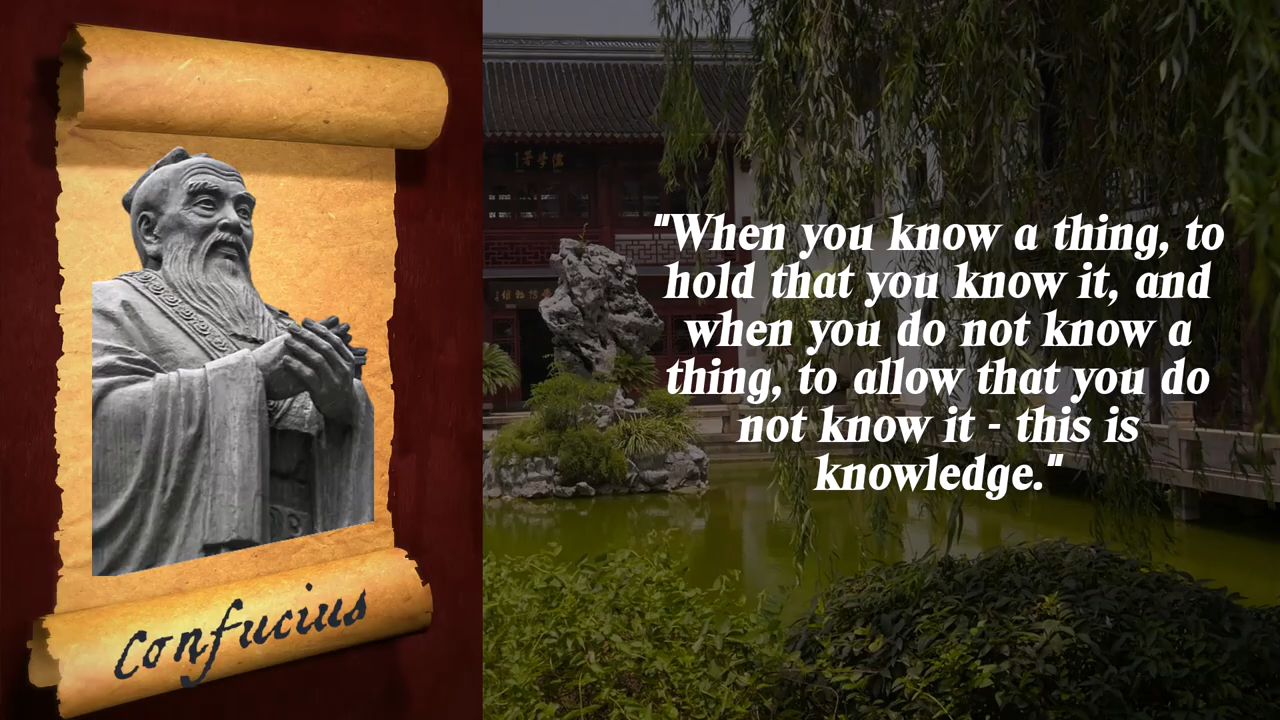 Confucius
"When you know a thing, to
hold that you know it, and
when you do not know a
thing, to allow that you do
not know it - this is
knowledge."